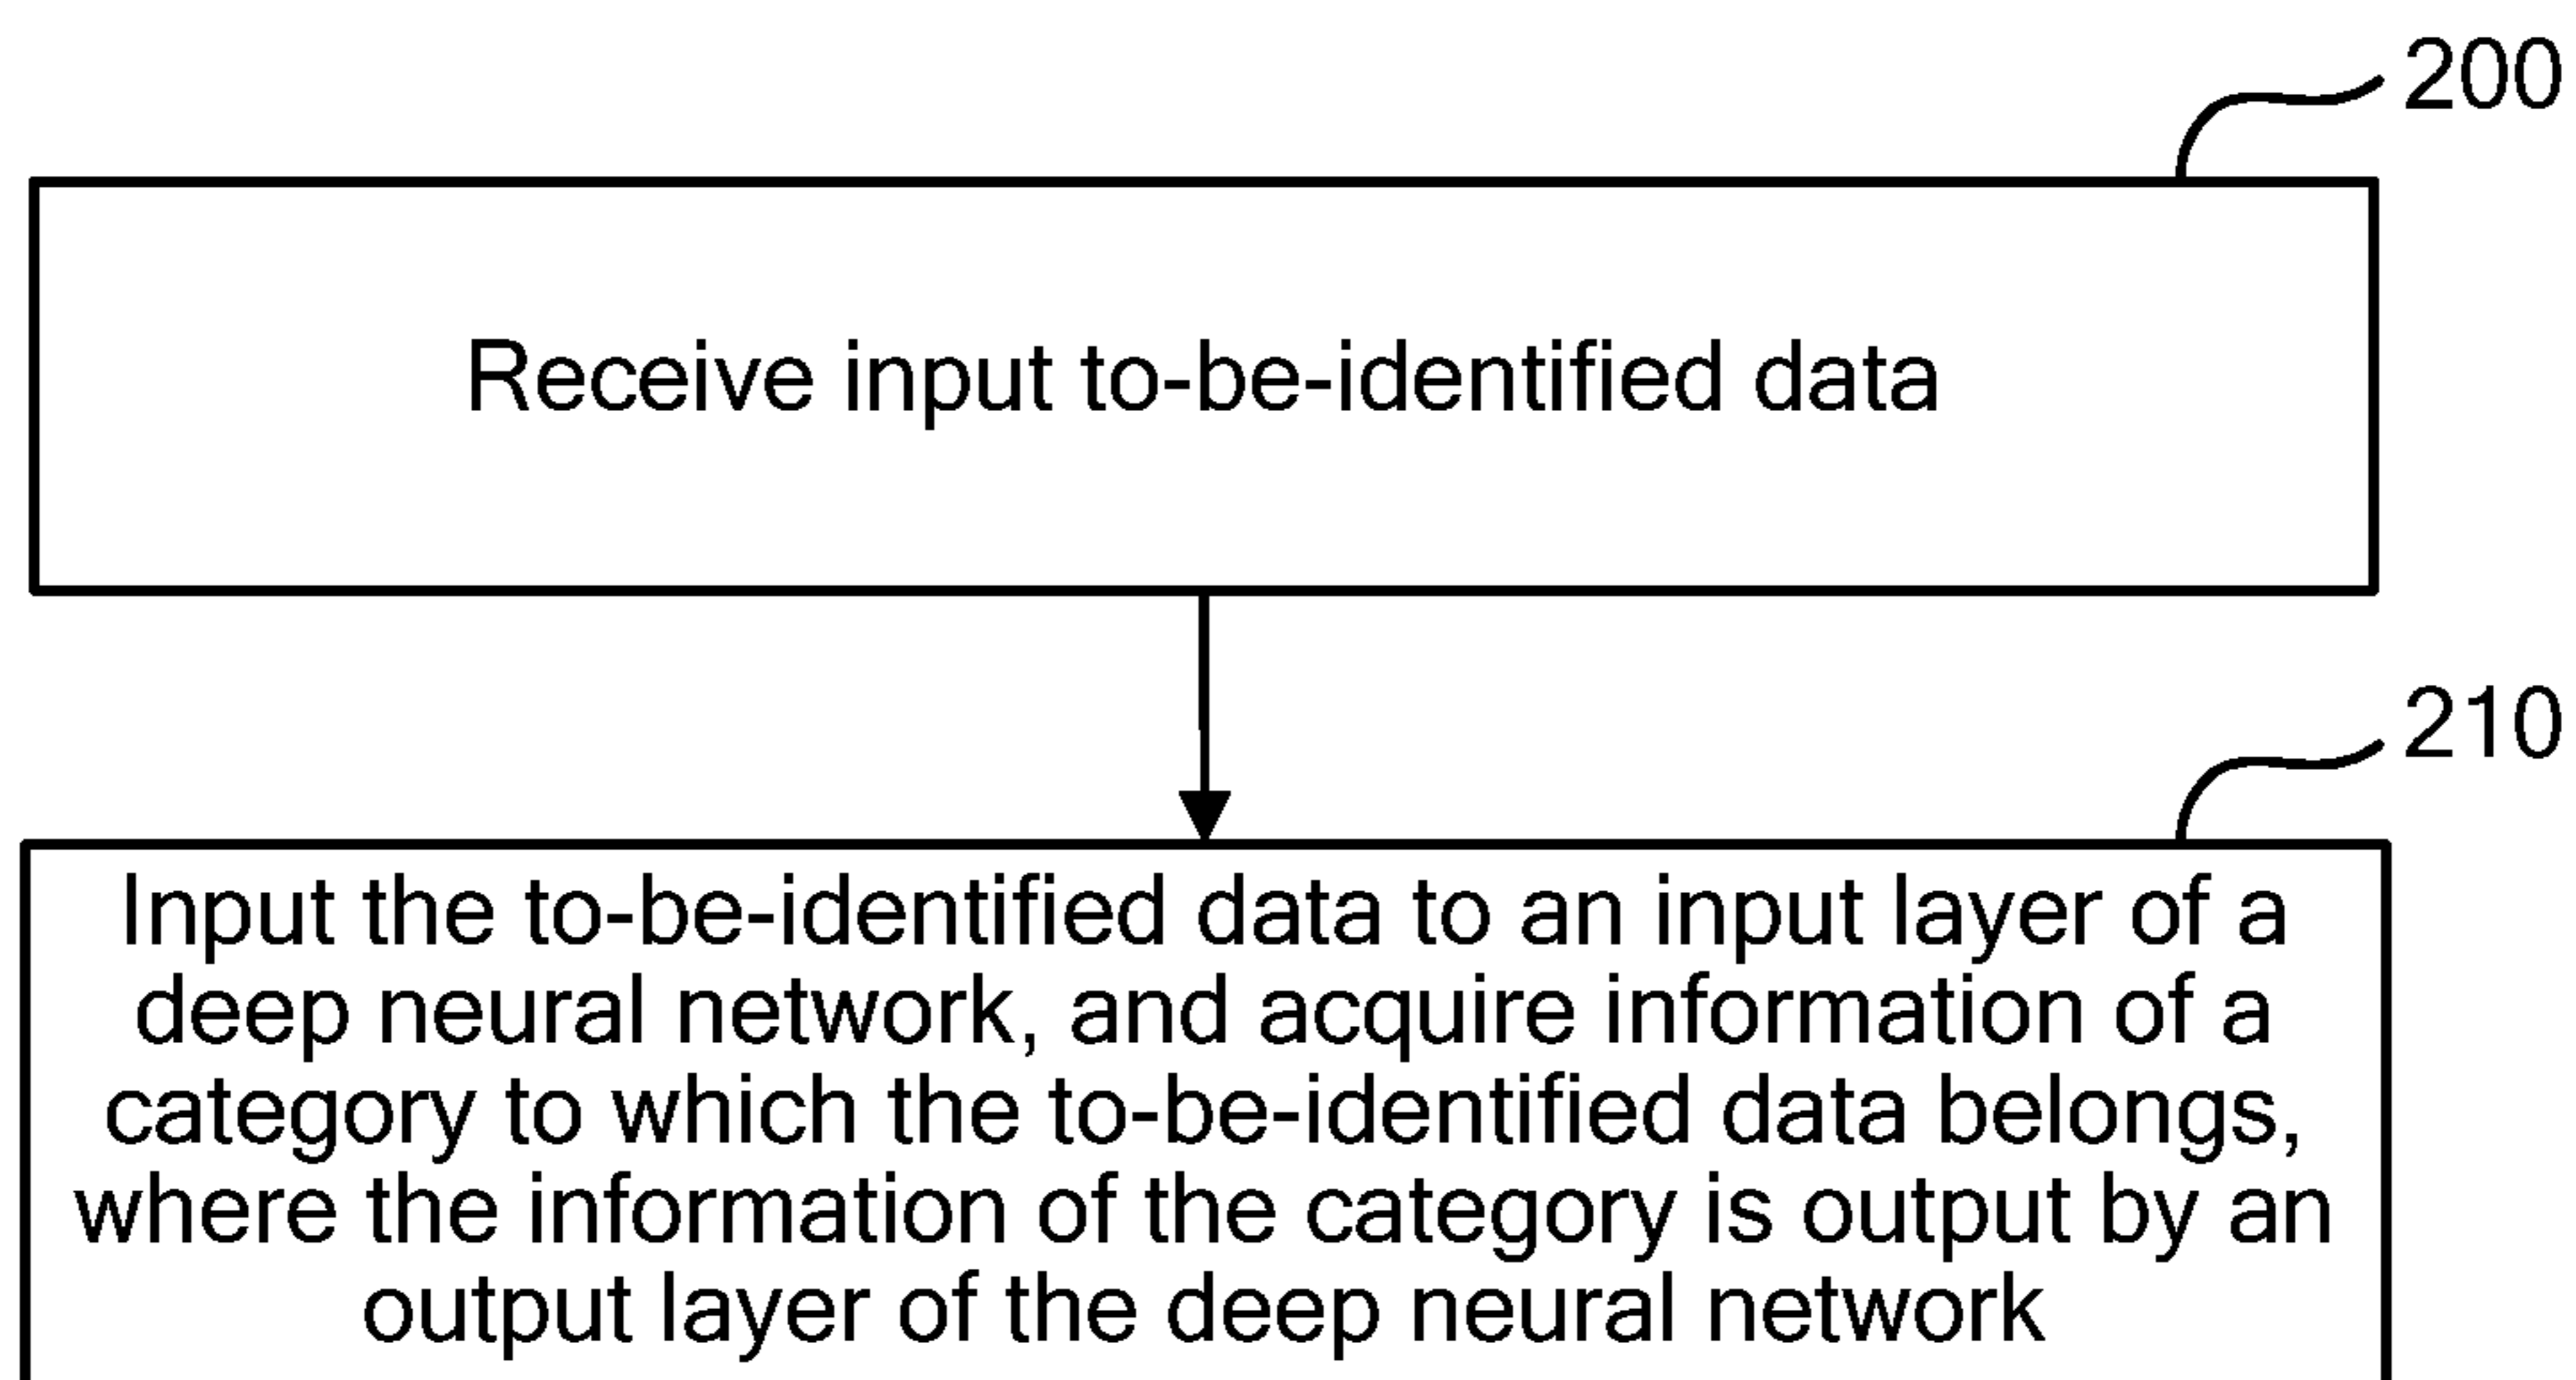 200
Receive input to-be-identified data
210
Input the to-be-identified data to an input layer of a
deep neural network, and acquire information of a
category to which the to-be-identified data belongs,
where the information of the category is output by an
output layer of the deep neural network